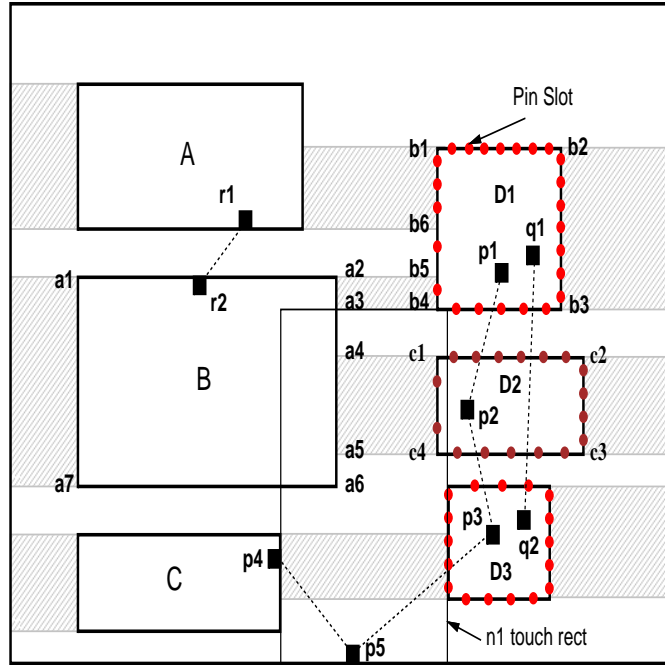 Pin Slot
b1
b2
A
D1
r1
b6
q1
p1
a1
a2
b5
r2
a3
b4
b3
a4
c1
c2
B
D2
p2
a5
c4
c3
a7
a6
p3
q2
p4
C
D3
n1 touch rect
p5